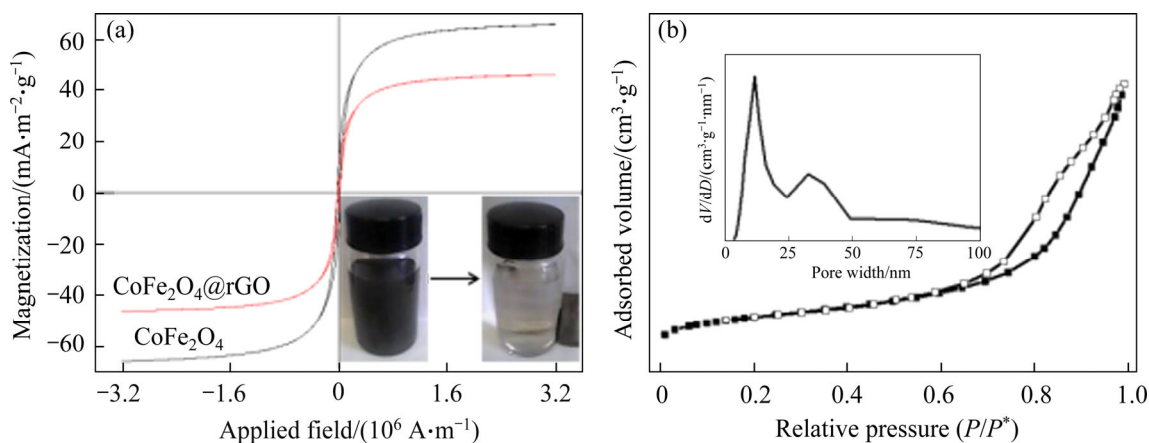 (a)
Magnetization/(mA·m⁻²·g⁻¹)
60
40
20
0
−20
−40
−60
CoFe₂O₄@rGO
CoFe₂O₄
−3.2 −1.6 0 1.6 3.2
Applied field/(10⁶ A·m⁻¹)
(b)
Adsorbed volume/(cm³·g⁻¹)
dV/dD/(cm³·g⁻¹·nm⁻¹)
0 25 50 75 100
Pore width/nm
0 0.2 0.4 0.6 0.8 1.0
Relative pressure (P/P*)